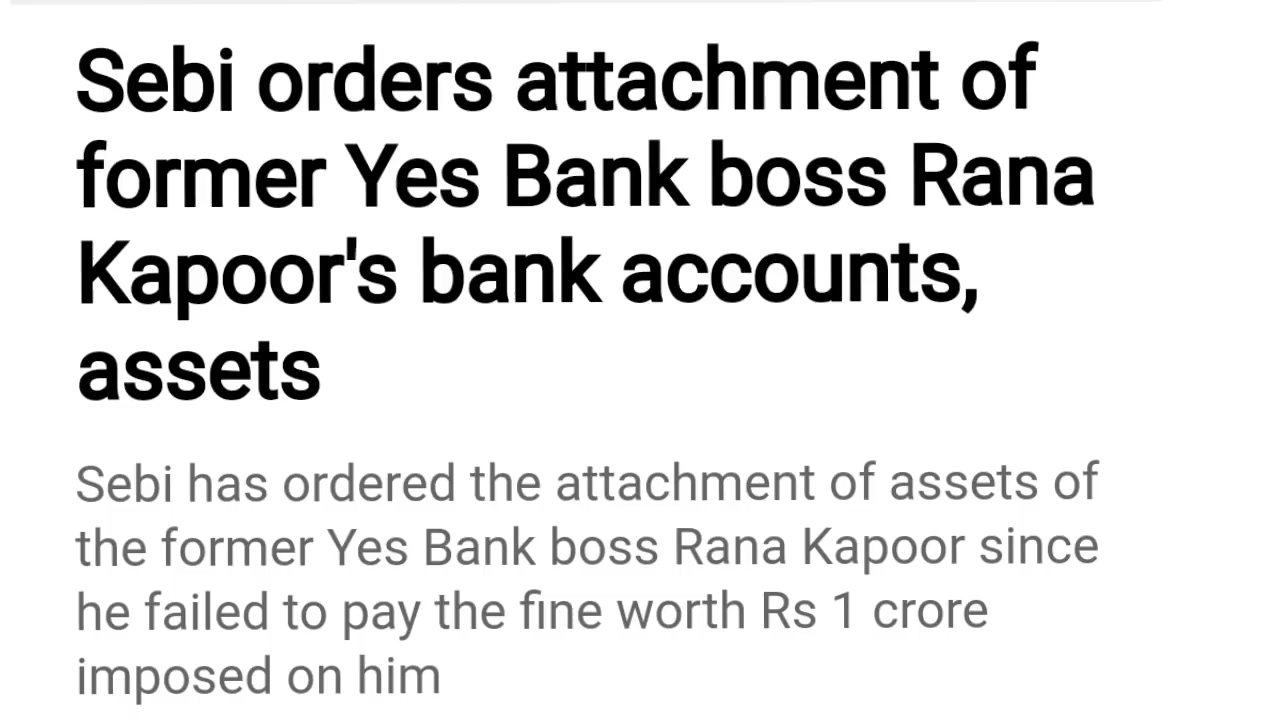 Sebi orders attachment of
former Yes Bank boss Rana
Kapoor's bank accounts,
assets
Sebi has ordered the attachment of assets of
the former Yes Bank boss Rana Kapoor since
he failed to pay the fine worth Rs 1 crore
imposed on him